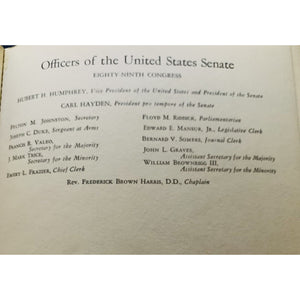 Officers of the United States Senate
EIGHTY-NINTH CONGRESS
HUBERT H. HUMPHREY, Vice President of the United States and President of the Senate
CARL HAYDEN, President pro tempore of the Senate
FELTON M. JOHNSTON, Secretary
JOSEPH C. DUKE, Sergeant at Arms
FRANCIS R. VALEO,
Secretary for the Majority
J. MARK TRICE,
Secretary for the Minority
EMERY L. FRAZIER, Chief Clerk
FLOYD M. RIDDICK, Parliamentarian
EDWARD E. MANSUR, JR., Legislative Clerk
BERNARD V. SOMERS, Journal Clerk
JOHN L. GRAVES,
Assistant Secretary for the Majority
WILLIAM BROWNRIGG III,
Assistant Secretary for the Minority
REV. FREDERICK BROWN HARRIS, D.D., Chaplain